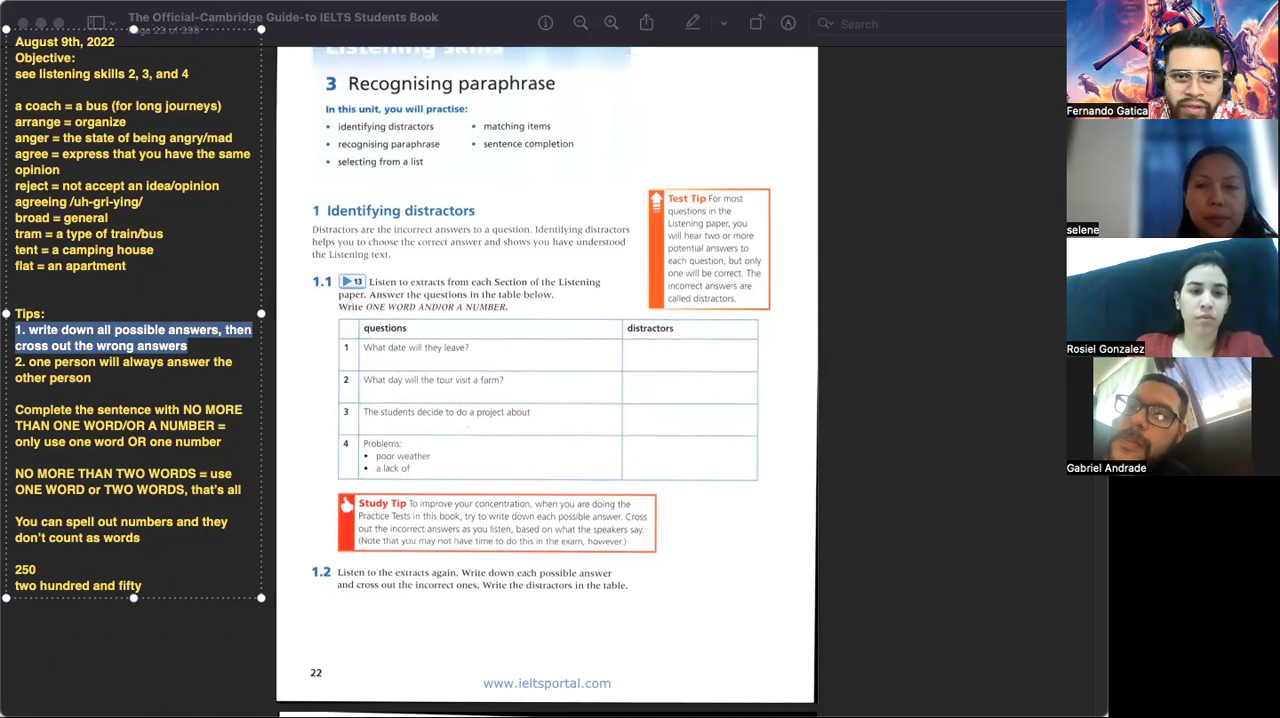 The Official-Cambridge Guide-to IELTS Students Book
Page 23 of 398
Search
August 9th, 2022
Objective:
see listening skills 2, 3, and 4
a coach = a bus (for long journeys)
arrange = organize
anger = the state of being angry/mad
agree = express that you have the same
opinion
reject = not accept an idea/opinion
agreeing /uh-gri-ying/
broad = general
tram = a type of train/bus
tent = a camping house
flat = an apartment
Tips:
1. write down all possible answers, then
cross out the wrong answers
2. one person will always answer the
other person
Complete the sentence with NO MORE
THAN ONE WORD/OR A NUMBER =
only use one word OR one number
NO MORE THAN TWO WORDS = use
ONE WORD or TWO WORDS, that's all
You can spell out numbers and they
don't count as words
250
two hundred and fifty
Listening skills
3 Recognising paraphrase
In this unit, you will practise:
• identifying distractors
• recognising paraphrase
• selecting from a list
• matching items
• sentence completion
1 Identifying distractors
Distractors are the incorrect answers to a question. Identifying distractors
helps you to choose the correct answer and shows you have understood
the Listening text.
Test Tip For most
questions in the
Listening paper, you
will hear two or more
potential answers to
each question, but only
one will be correct. The
incorrect answers are
called distractors.
1.1 13 Listen to extracts from each Section of the Listening
paper. Answer the questions in the table below.
Write ONE WORD AND/OR A NUMBER.
questions distractors
1 What date will they leave?
2 What day will the tour visit a farm?
3 The students decide to do a project about
4 Problems:
• poor weather
• a lack of
Study Tip To improve your concentration, when you are doing the
Practice Tests in this book, try to write down each possible answer. Cross
out the incorrect answers as you listen, based on what the speakers say.
(Note that you may not have time to do this in the exam, however.)
1.2 Listen to the extracts again. Write down each possible answer
and cross out the incorrect ones. Write the distractors in the table.
22
www.ieltsportal.com
Fernando Gatica
selene
Rosiel Gonzalez
Gabriel Andrade